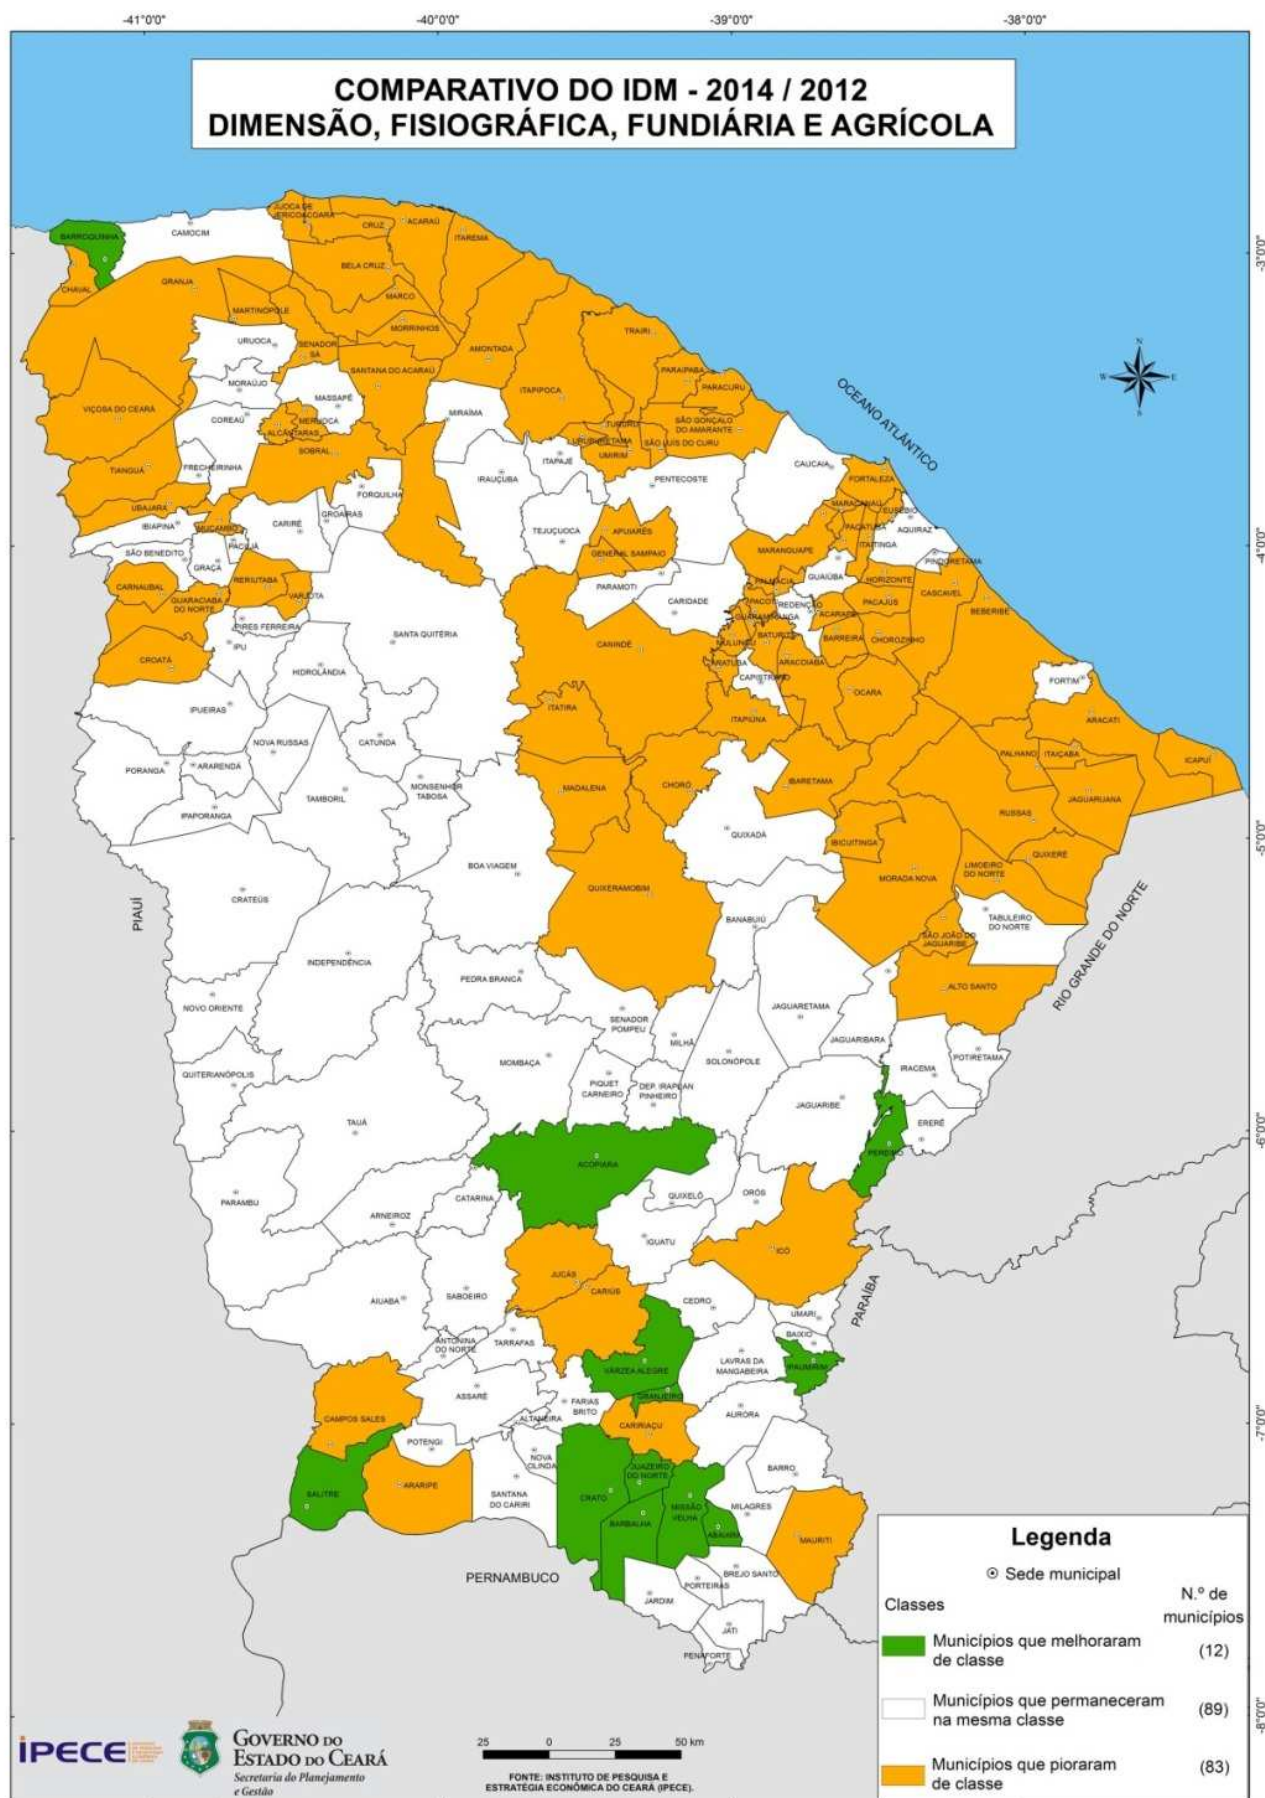 -41°0'0" -40°0'0" -39°0'0" -38°0'0"
COMPARATIVO DO IDM - 2014 / 2012
DIMENSÃO, FISIOGRÁFICA, FUNDIÁRIA E AGRÍCOLA
JIJOCA DE
JERICOACOARA
CRUZ
ACARAÚ
ITAREMA
BARROQUINHA
CAMOCIM
-3°0'0"
BELA CRUZ
GRANJA
CHAVAL
MARCO
MARTINÓPOLE
MORRINHOS
TRAIRI
URUOCA
SENADOR
SÁ
AMONTADA
SANTANA DO ACARAÚ
PARAIPABA
PARACURU
N
W E
S
MORAÚJO
MASSAPÊ
ITAPIPOCA
OCEANO ATLÂNTICO
VIÇOSA DO CEARÁ
COREAÚ
MERUOCA
MIRAÍMA
TURURU
SÃO GONÇALO
DO AMARANTE
ALCÂNTARAS
URUBURETAMA
SÃO LUÍS DO CURU
SOBRAL
UMIRIM
ITAPAJÉ
TIANGUÁ
FRECHEIRINHA
CAUCAIA
FORTALEZA
IRAUÇUBA
PENTECOSTE
FORQUILHA
UBAJARA
MARACANAÚ
EUSÉBIO
IBIAPINA
MUCAMBO
CARIRÉ
GROAÍRAS
TEJUÇUOCA
APUIARÉS
PACATUBA
AQUIRAZ
-4°0'0"
PACUJÁ
ITAITINGA
SÃO BENEDITO
GENERAL SAMPAIO
MARANGUAPE
PINDORETAMA
GRAÇA
GUAIÚBA
HORIZONTE
CARNAUBAL
RERIUTABA
PARAMOTI
PALMÁCIA
CASCAVEL
GUARACIABA
DO NORTE
VARJOTA
CARIDADE
PACOTI
REDENÇÃO
PACAJUS
BEBERIBE
ACARAPE
GUARAMIRANGA
PIRES FERREIRA
SANTA QUITÉRIA
MULUNGU
BATURITÉ
BARREIRA
CHOROZINHO
IPU
CANINDÉ
CROATÁ
ARATUBA
ARACOIABA
HIDROLÂNDIA
CAPISTRANO
FORTIM
OCARA
IPUEIRAS
ITATIRA
ITAPIÚNA
ARACATI
NOVA RUSSAS
CATUNDA
PALHANO
ITAIÇABA
PORANGA
ARARENDÁ
ICAPUÍ
MADALENA
CHORÓ
IBARETAMA
MONSENHOR
TABOSA
TAMBORIL
JAGUARUANA
IPAPORANGA
RUSSAS
QUIXADÁ
IBICUITINGA
-5°0'0"
BOA VIAGEM
QUIXERÉ
LIMOEIRO
DO NORTE
MORADA NOVA
QUIXERAMOBIM
CRATEÚS
PIAUÍ
TABULEIRO
DO NORTE
BANABUIÚ
RIO GRANDE DO NORTE
SÃO JOÃO DO
JAGUARIBE
INDEPENDÊNCIA
PEDRA BRANCA
ALTO SANTO
NOVO ORIENTE
JAGUARETAMA
SENADOR
POMPEU
MILHÃ
JAGUARIBARA
POTIRETAMA
SOLONÓPOLE
MOMBAÇA
IRACEMA
QUITERIANÓPOLIS
PIQUET
CARNEIRO
DEP. IRAPUAN
PINHEIRO
JAGUARIBE
TAUÁ
ERERÊ
-6°0'0"
PEREIRO
ACOPIARA
PARAMBU
CATARINA
QUIXELÔ
ORÓS
ARNEIROZ
IGUATU
ICÓ
JUCÁS
CARIÚS
AIUABA
SABOEIRO
CEDRO
PARAÍBA
UMARI
ANTONINA
DO NORTE
TARRAFAS
BAIXIO
LAVRAS DA
MANGABEIRA
IPAUMIRIM
VÁRZEA ALEGRE
ASSARÉ
GRANJEIRO
FARIAS
BRITO
ALTANEIRA
CAMPOS SALES
CARIRIAÇU
AURORA
-7°0'0"
POTENGI
NOVA
OLINDA
JUAZEIRO
DO NORTE
BARRO
SALITRE
ARARIPE
SANTANA
DO CARIRI
CRATO
MISSÃO
VELHA
MILAGRES
BARBALHA
ABAIARA
MAURITI
PERNAMBUCO
BREJO SANTO
PORTEIRAS
JARDIM
JATI
PENAFORTE
Legenda
Sede municipal
Classes
N.º de
municípios
Municípios que melhoraram
de classe
(12)
Municípios que permaneceram
na mesma classe
(89)
-8°0'0"
Municípios que pioraram
de classe
(83)
IPECE
GOVERNO DO
ESTADO DO CEARÁ
Secretaria do Planejamento
e Gestão
25 0 25 50 km
FONTE: INSTITUTO DE PESQUISA E
ESTRATÉGIA ECONÔMICA DO CEARÁ (IPECE).